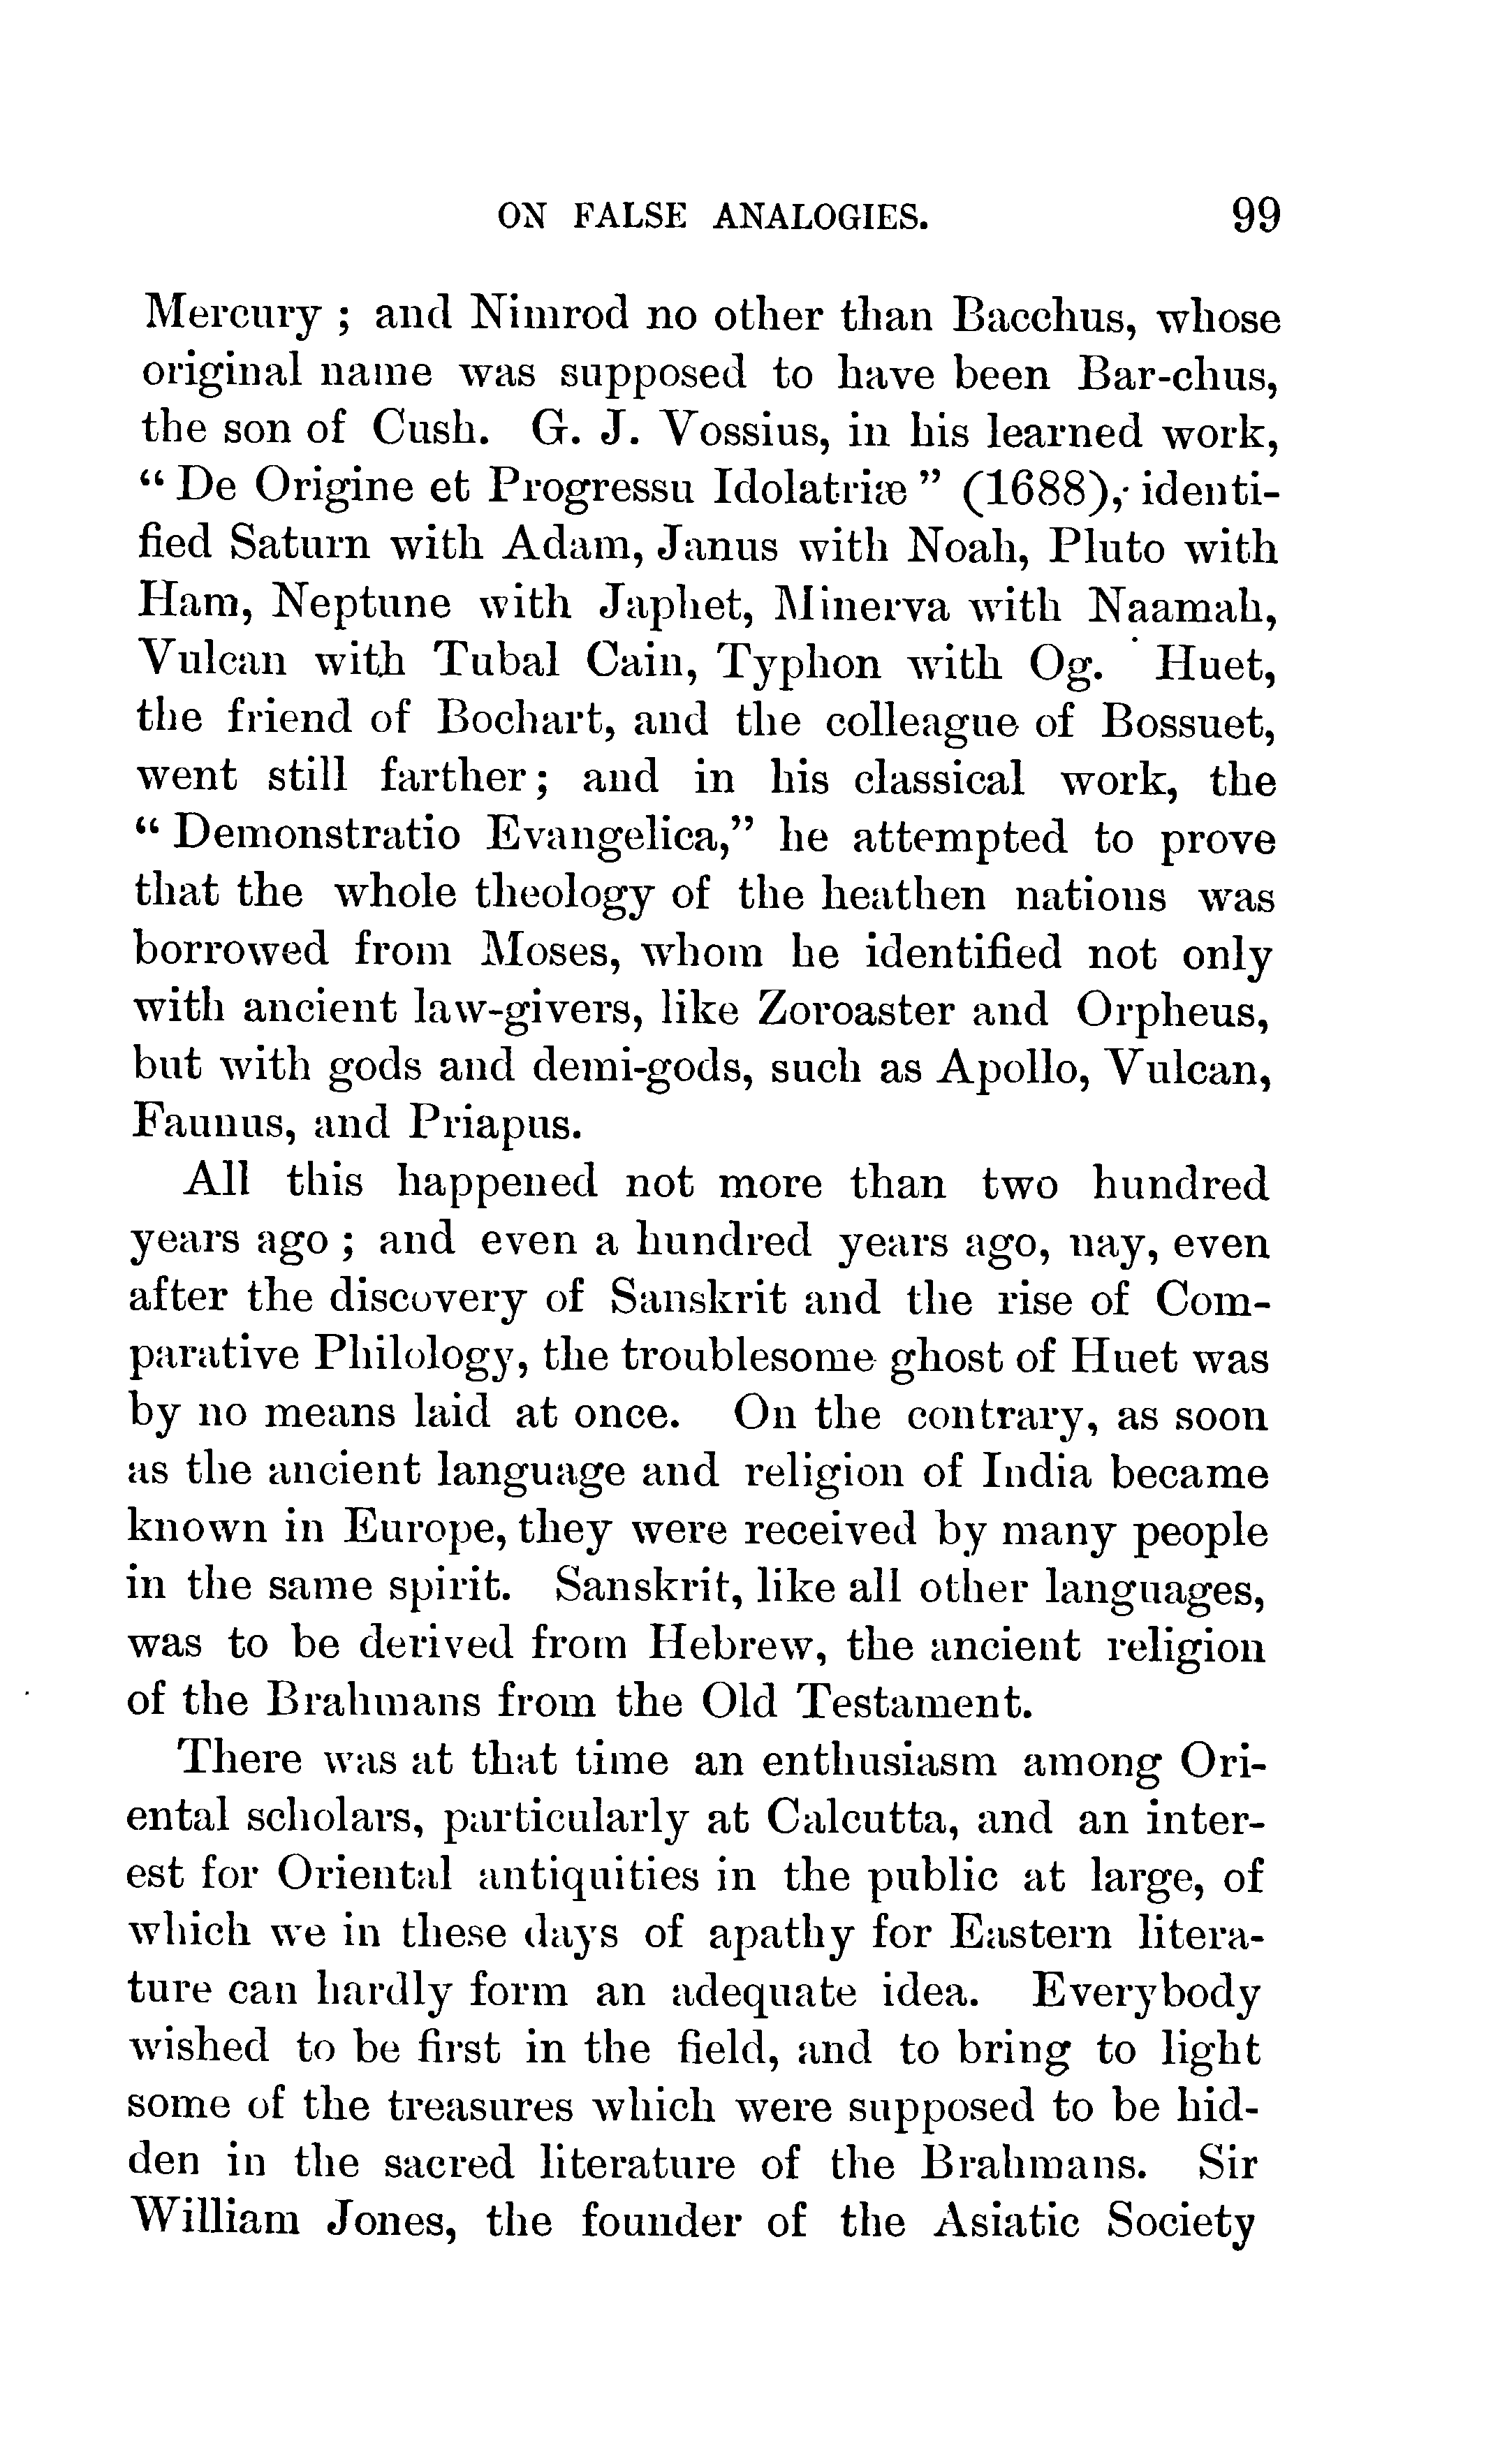 ON FALSE ANALOGIES. 99
Mercury ; and Nimrod no other than Bacchus, whose
original name was supposed to have been Bar-chus,
the son of Cush. G. J. Vossius, in his learned work,
“ De Origine et Progressu Idolatriæ ” (1688), identi-
fied Saturn with Adam, Janus with Noah, Pluto with
Ham, Neptune with Japhet, Minerva with Naamah,
Vulcan with Tubal Cain, Typhon with Og. Huet,
the friend of Bochart, and the colleague of Bossuet,
went still farther; and in his classical work, the
“ Demonstratio Evangelica,” he attempted to prove
that the whole theology of the heathen nations was
borrowed from Moses, whom he identified not only
with ancient law-givers, like Zoroaster and Orpheus,
but with gods and demi-gods, such as Apollo, Vulcan,
Faunus, and Priapus.
All this happened not more than two hundred
years ago ; and even a hundred years ago, nay, even
after the discovery of Sanskrit and the rise of Com-
parative Philology, the troublesome ghost of Huet was
by no means laid at once. On the contrary, as soon
as the ancient language and religion of India became
known in Europe, they were received by many people
in the same spirit. Sanskrit, like all other languages,
was to be derived from Hebrew, the ancient religion
of the Brahmans from the Old Testament.
There was at that time an enthusiasm among Ori-
ental scholars, particularly at Calcutta, and an inter-
est for Oriental antiquities in the public at large, of
which we in these days of apathy for Eastern litera-
ture can hardly form an adequate idea. Everybody
wished to be first in the field, and to bring to light
some of the treasures which were supposed to be hid-
den in the sacred literature of the Brahmans. Sir
William Jones, the founder of the Asiatic Society